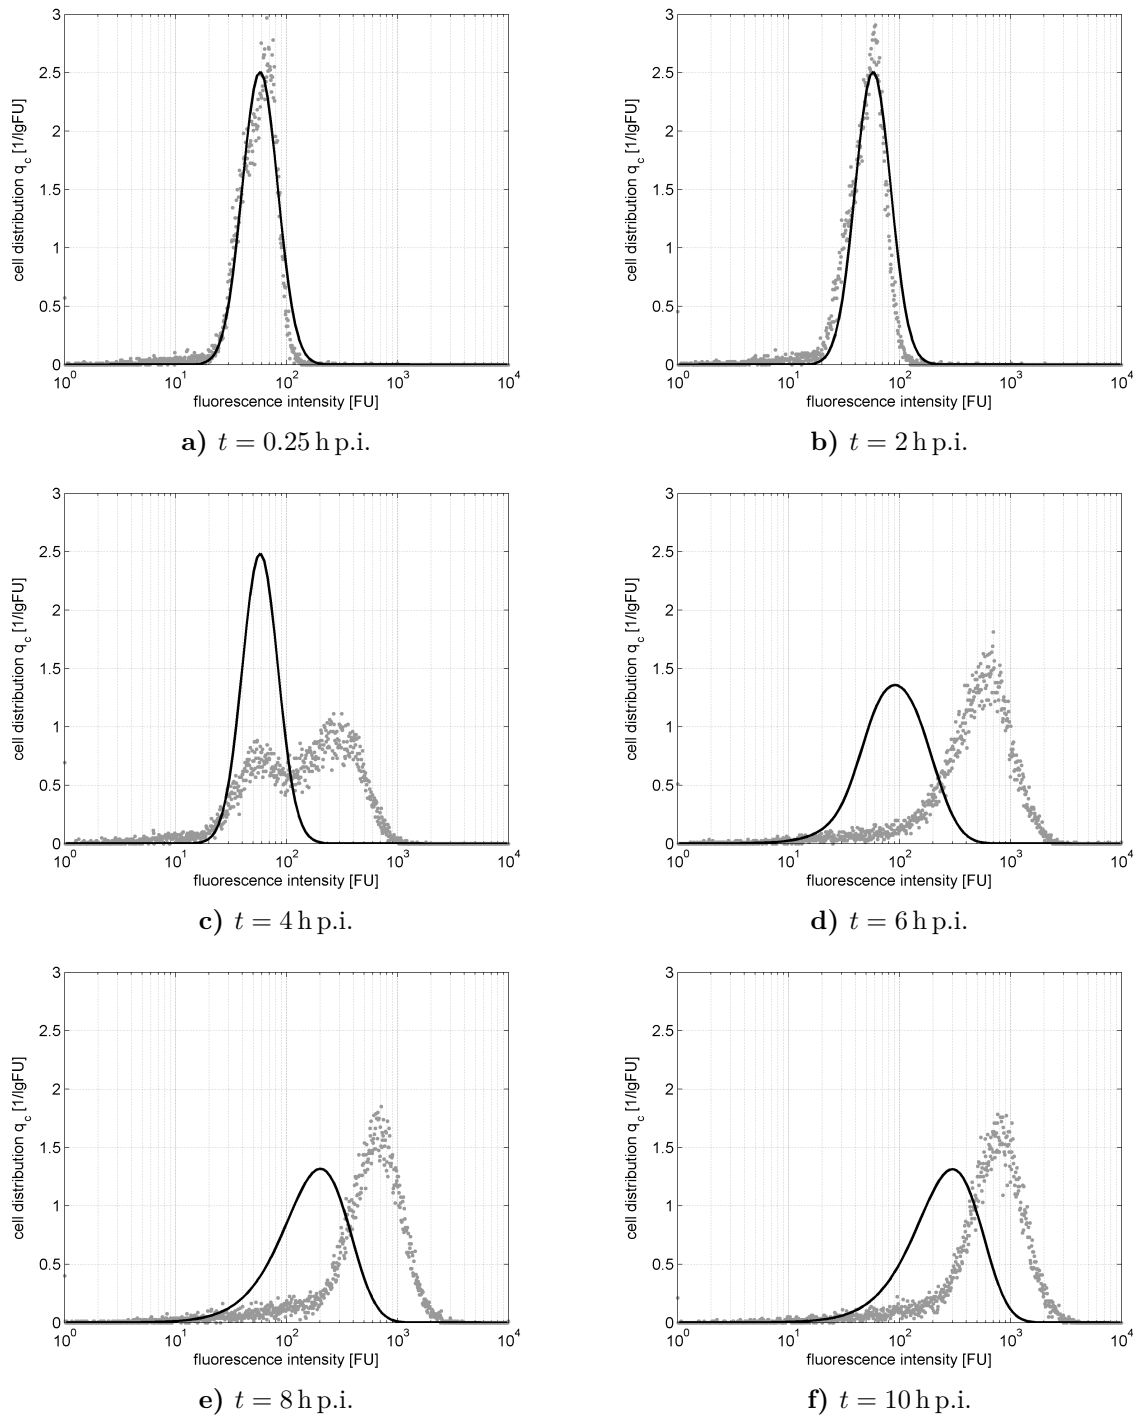 3
2.5
2
1.5
1
0.5
0
cell distribution q_c [1/lgFU]
10^0 10^1 10^2 10^3 10^4
fluorescence intensity [FU]
a) t = 0.25 h p.i.
3
2.5
2
1.5
1
0.5
0
cell distribution q_c [1/lgFU]
10^0 10^1 10^2 10^3 10^4
fluorescence intensity [FU]
b) t = 2 h p.i.
3
2.5
2
1.5
1
0.5
0
cell distribution q_c [1/lgFU]
10^0 10^1 10^2 10^3 10^4
fluorescence intensity [FU]
c) t = 4 h p.i.
3
2.5
2
1.5
1
0.5
0
cell distribution q_c [1/lgFU]
10^0 10^1 10^2 10^3 10^4
fluorescence intensity [FU]
d) t = 6 h p.i.
3
2.5
2
1.5
1
0.5
0
cell distribution q_c [1/lgFU]
10^0 10^1 10^2 10^3 10^4
fluorescence intensity [FU]
e) t = 8 h p.i.
3
2.5
2
1.5
1
0.5
0
cell distribution q_c [1/lgFU]
10^0 10^1 10^2 10^3 10^4
fluorescence intensity [FU]
f) t = 10 h p.i.